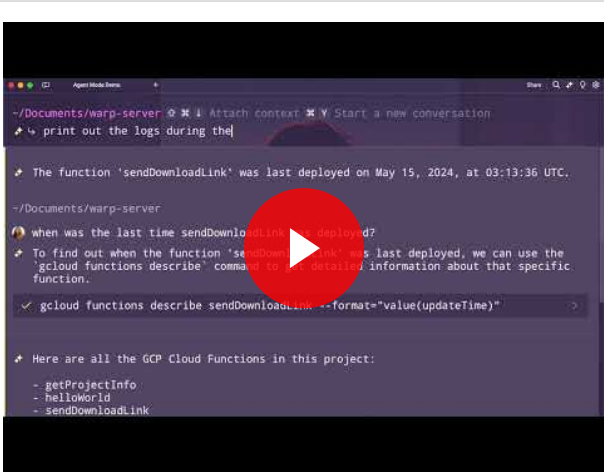 Agent Mode Demo
Share
~/Documents/warp-server ⇧ ⌘ ↓ Attach context ⌘ Y Start a new conversation
print out the logs during the
The function 'sendDownloadLink' was last deployed on May 15, 2024, at 03:13:36 UTC.
~/Documents/warp-server
when was the last time sendDownloadLink was deployed?
To find out when the function 'sendDownloadLink' was last deployed, we can use the
`gcloud functions describe` command to get detailed information about that specific
function.
gcloud functions describe sendDownloadLink --format="value(updateTime)"
Here are all the GCP Cloud Functions in this project:
- getProjectInfo
- helloWorld
- sendDownloadLink